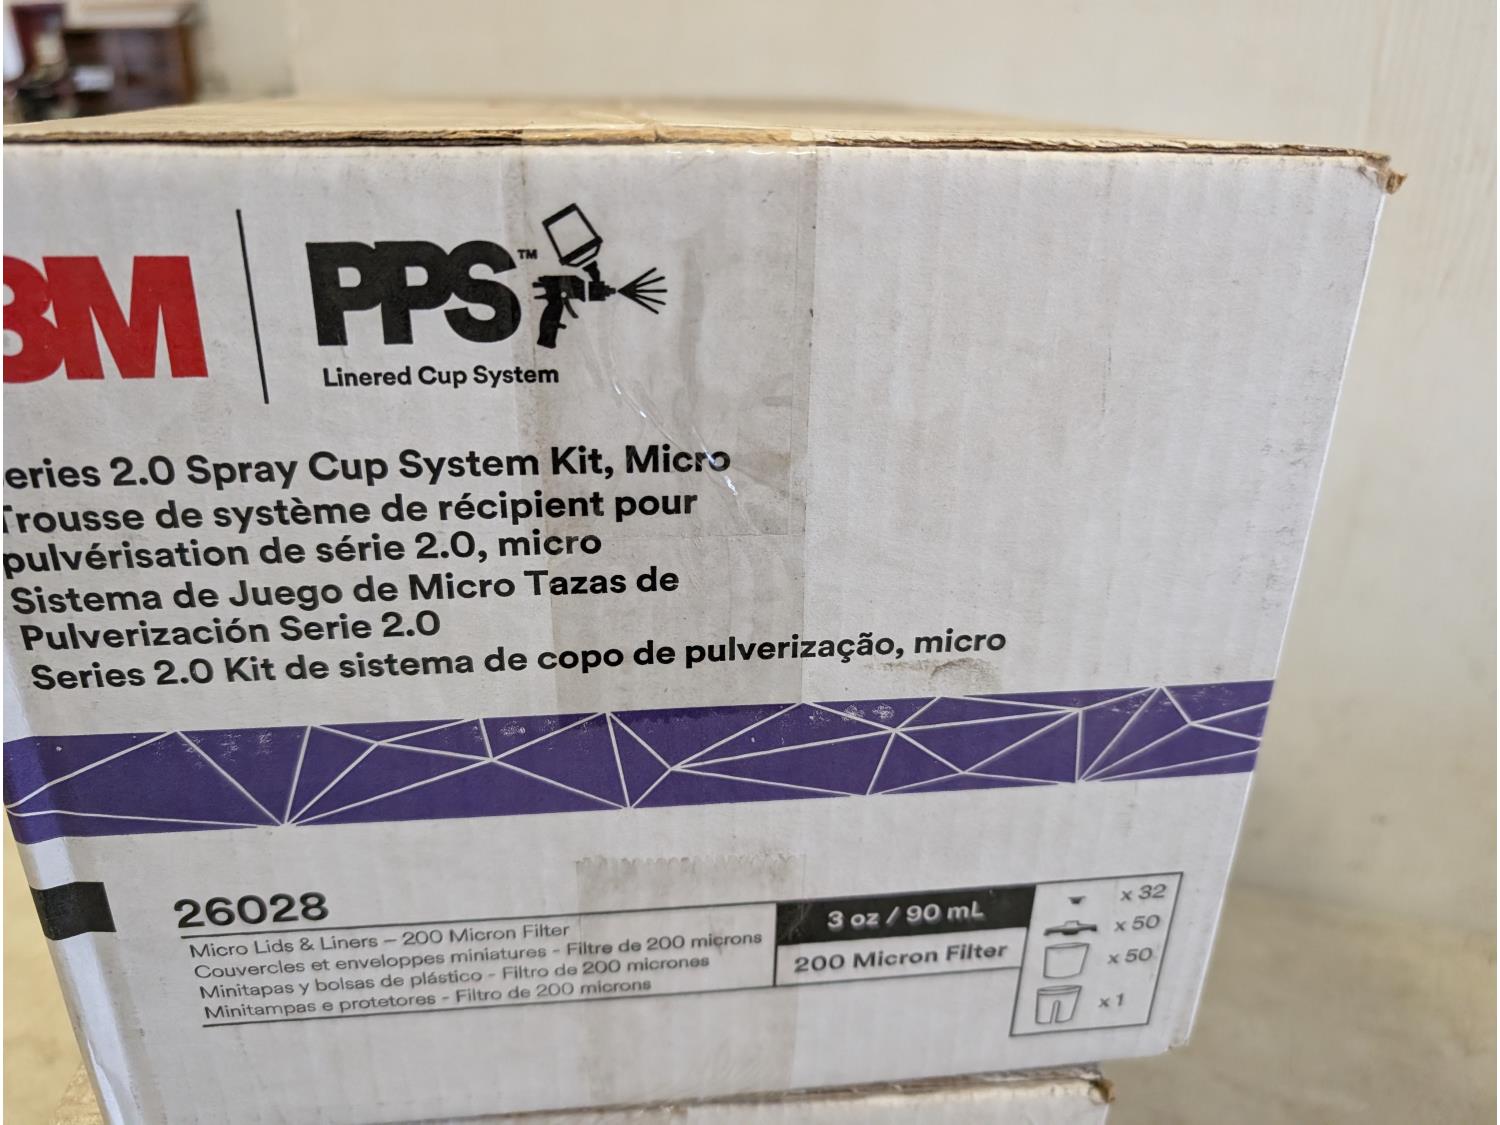 3M
PPS™
Linered Cup System
eries 2.0 Spray Cup System Kit, Micro
Trousse de système de récipient pour
pulvérisation de série 2.0, micro
Sistema de Juego de Micro Tazas de
Pulverización Serie 2.0
Series 2.0 Kit de sistema de copo de pulverização, micro
26028
Micro Lids & Liners – 200 Micron Filter
Couvercles et enveloppes miniatures - Filtre de 200 microns
Minitapas y bolsas de plástico - Filtro de 200 micrones
Minitampas e protetores - Filtro de 200 microns
3 oz / 90 mL
200 Micron Filter
x 32
x 50
x 50
x 1